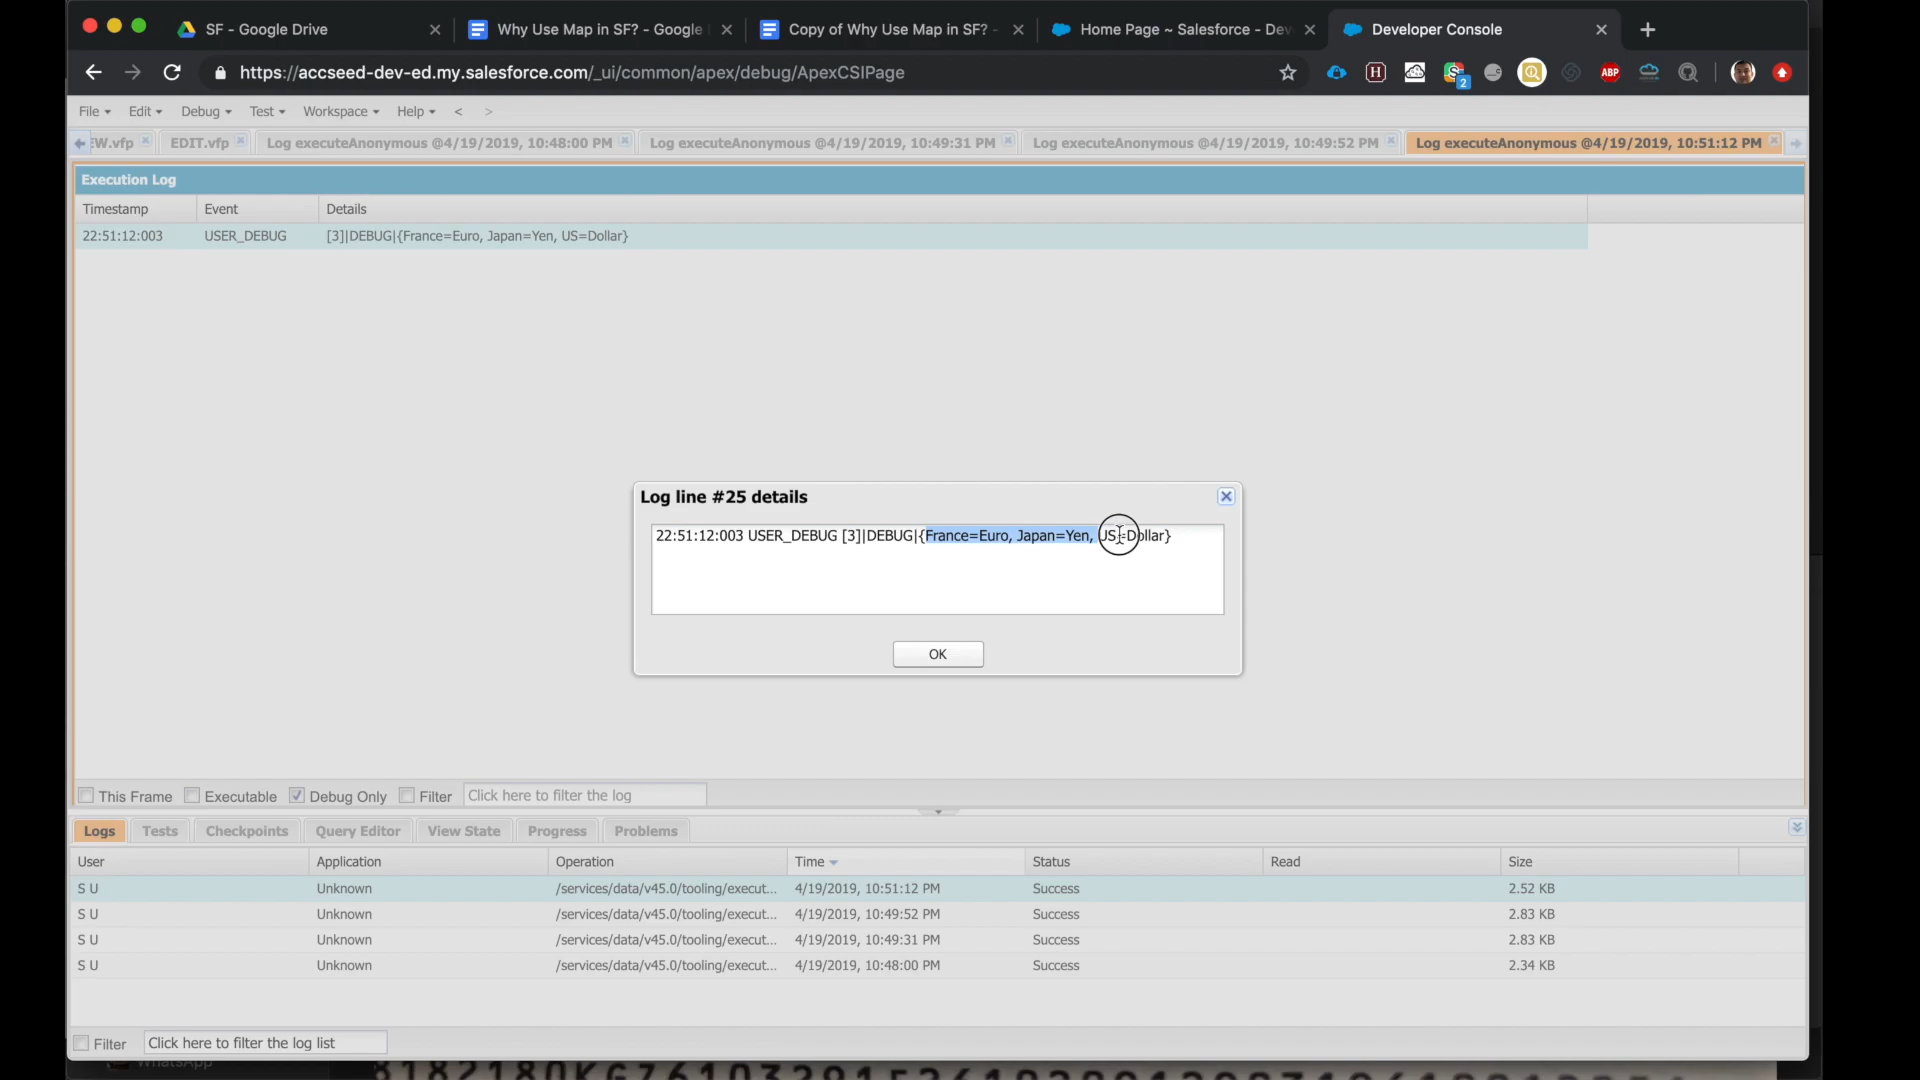 SF - Google Drive
Why Use Map in SF? - Google
Copy of Why Use Map in SF? -
Home Page ~ Salesforce - Dev
Developer Console
https://accseed-dev-ed.my.salesforce.com/_ui/common/apex/debug/ApexCSIPage
H
2
ABP
File Edit Debug Test Workspace Help < >
EW.vfp
EDIT.vfp
Log executeAnonymous @4/19/2019, 10:48:00 PM
Log executeAnonymous @4/19/2019, 10:49:31 PM
Log executeAnonymous @4/19/2019, 10:49:52 PM
Log executeAnonymous @4/19/2019, 10:51:12 PM
Execution Log
Timestamp Event Details
22:51:12:003 USER_DEBUG [3]|DEBUG|{France=Euro, Japan=Yen, US=Dollar}
Log line #25 details
22:51:12:003 USER_DEBUG [3]|DEBUG|{France=Euro, Japan=Yen, US=Dollar}
OK
This Frame Executable Debug Only Filter Click here to filter the log
Logs Tests Checkpoints Query Editor View State Progress Problems
User Application Operation Time Status Read Size
S U Unknown /services/data/v45.0/tooling/execut... 4/19/2019, 10:51:12 PM Success 2.52 KB
S U Unknown /services/data/v45.0/tooling/execut... 4/19/2019, 10:49:52 PM Success 2.83 KB
S U Unknown /services/data/v45.0/tooling/execut... 4/19/2019, 10:49:31 PM Success 2.83 KB
S U Unknown /services/data/v45.0/tooling/execut... 4/19/2019, 10:48:00 PM Success 2.34 KB
Filter Click here to filter the log list
WhatsApp